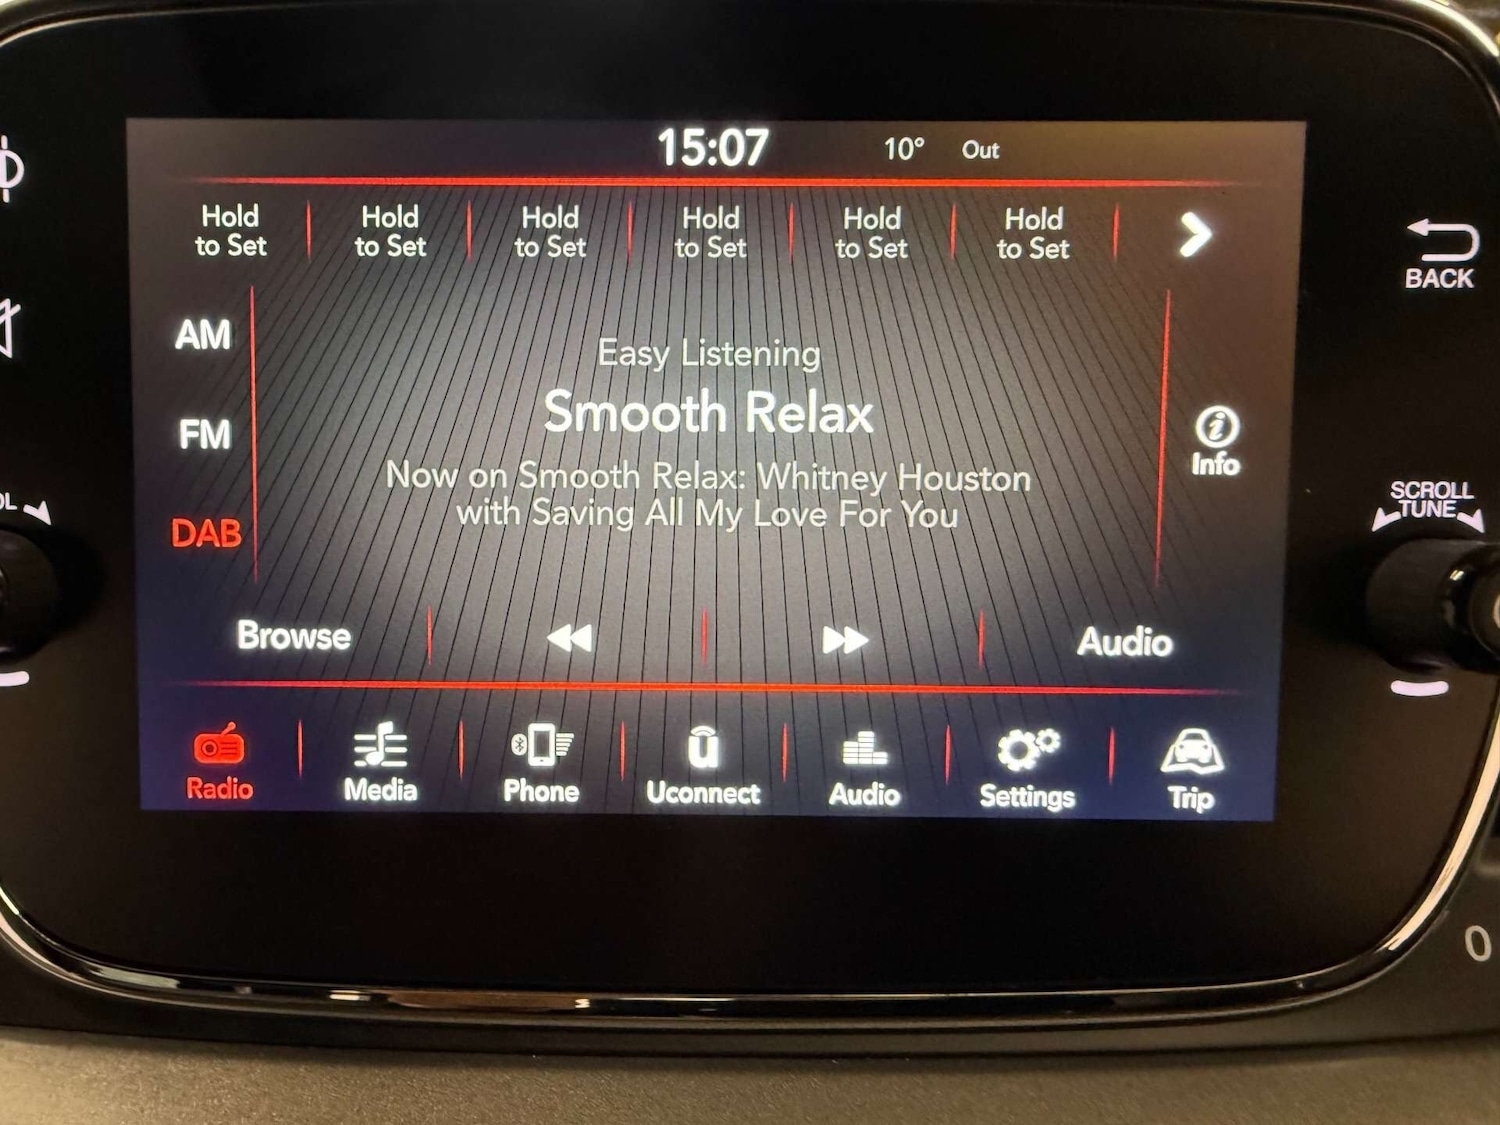 15:07 10° Out
Hold to Set
Hold to Set
Hold to Set
Hold to Set
Hold to Set
Hold to Set
BACK
AM
FM
DAB
Easy Listening
Smooth Relax
Now on Smooth Relax: Whitney Houston
with Saving All My Love For You
Info
SCROLL
TUNE
Browse
Audio
Radio
Media
Phone
Uconnect
Audio
Settings
Trip
0